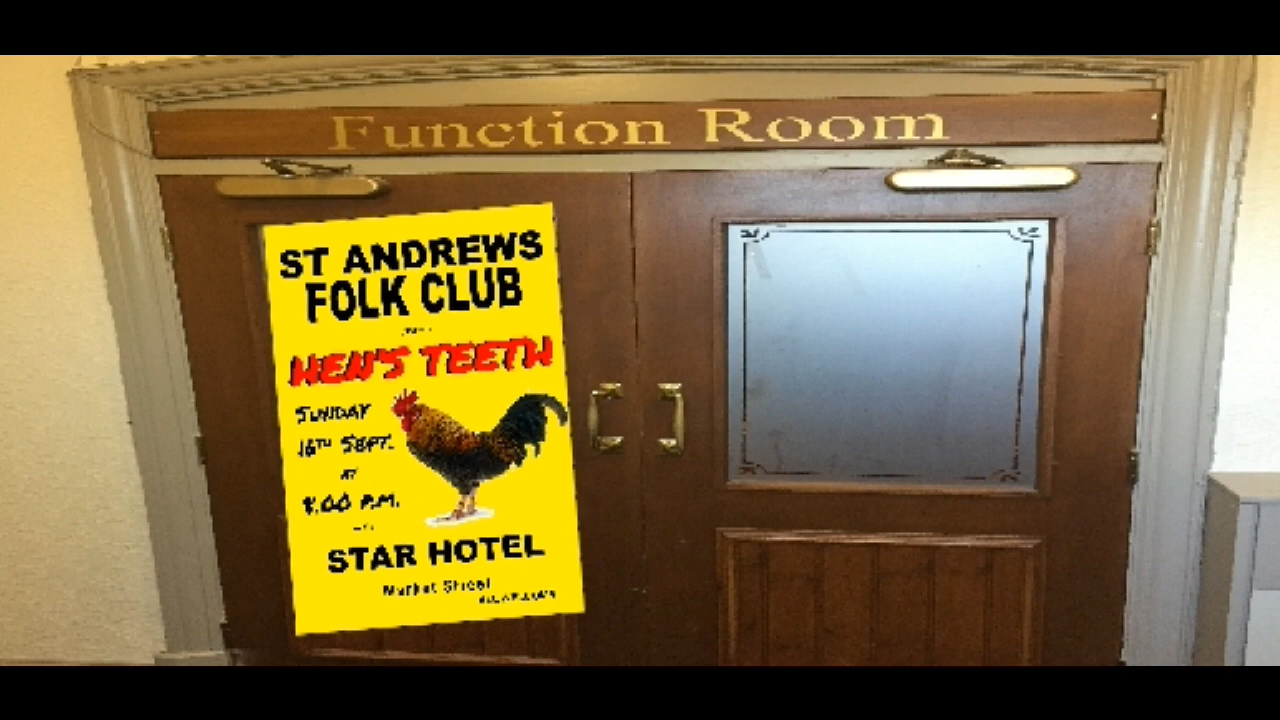 Function Room
ST ANDREWS
FOLK CLUB
HEN'S TEETH
SUNDAY
16TH SEPT.
AT
8.00 P.M.
STAR HOTEL
Market Street